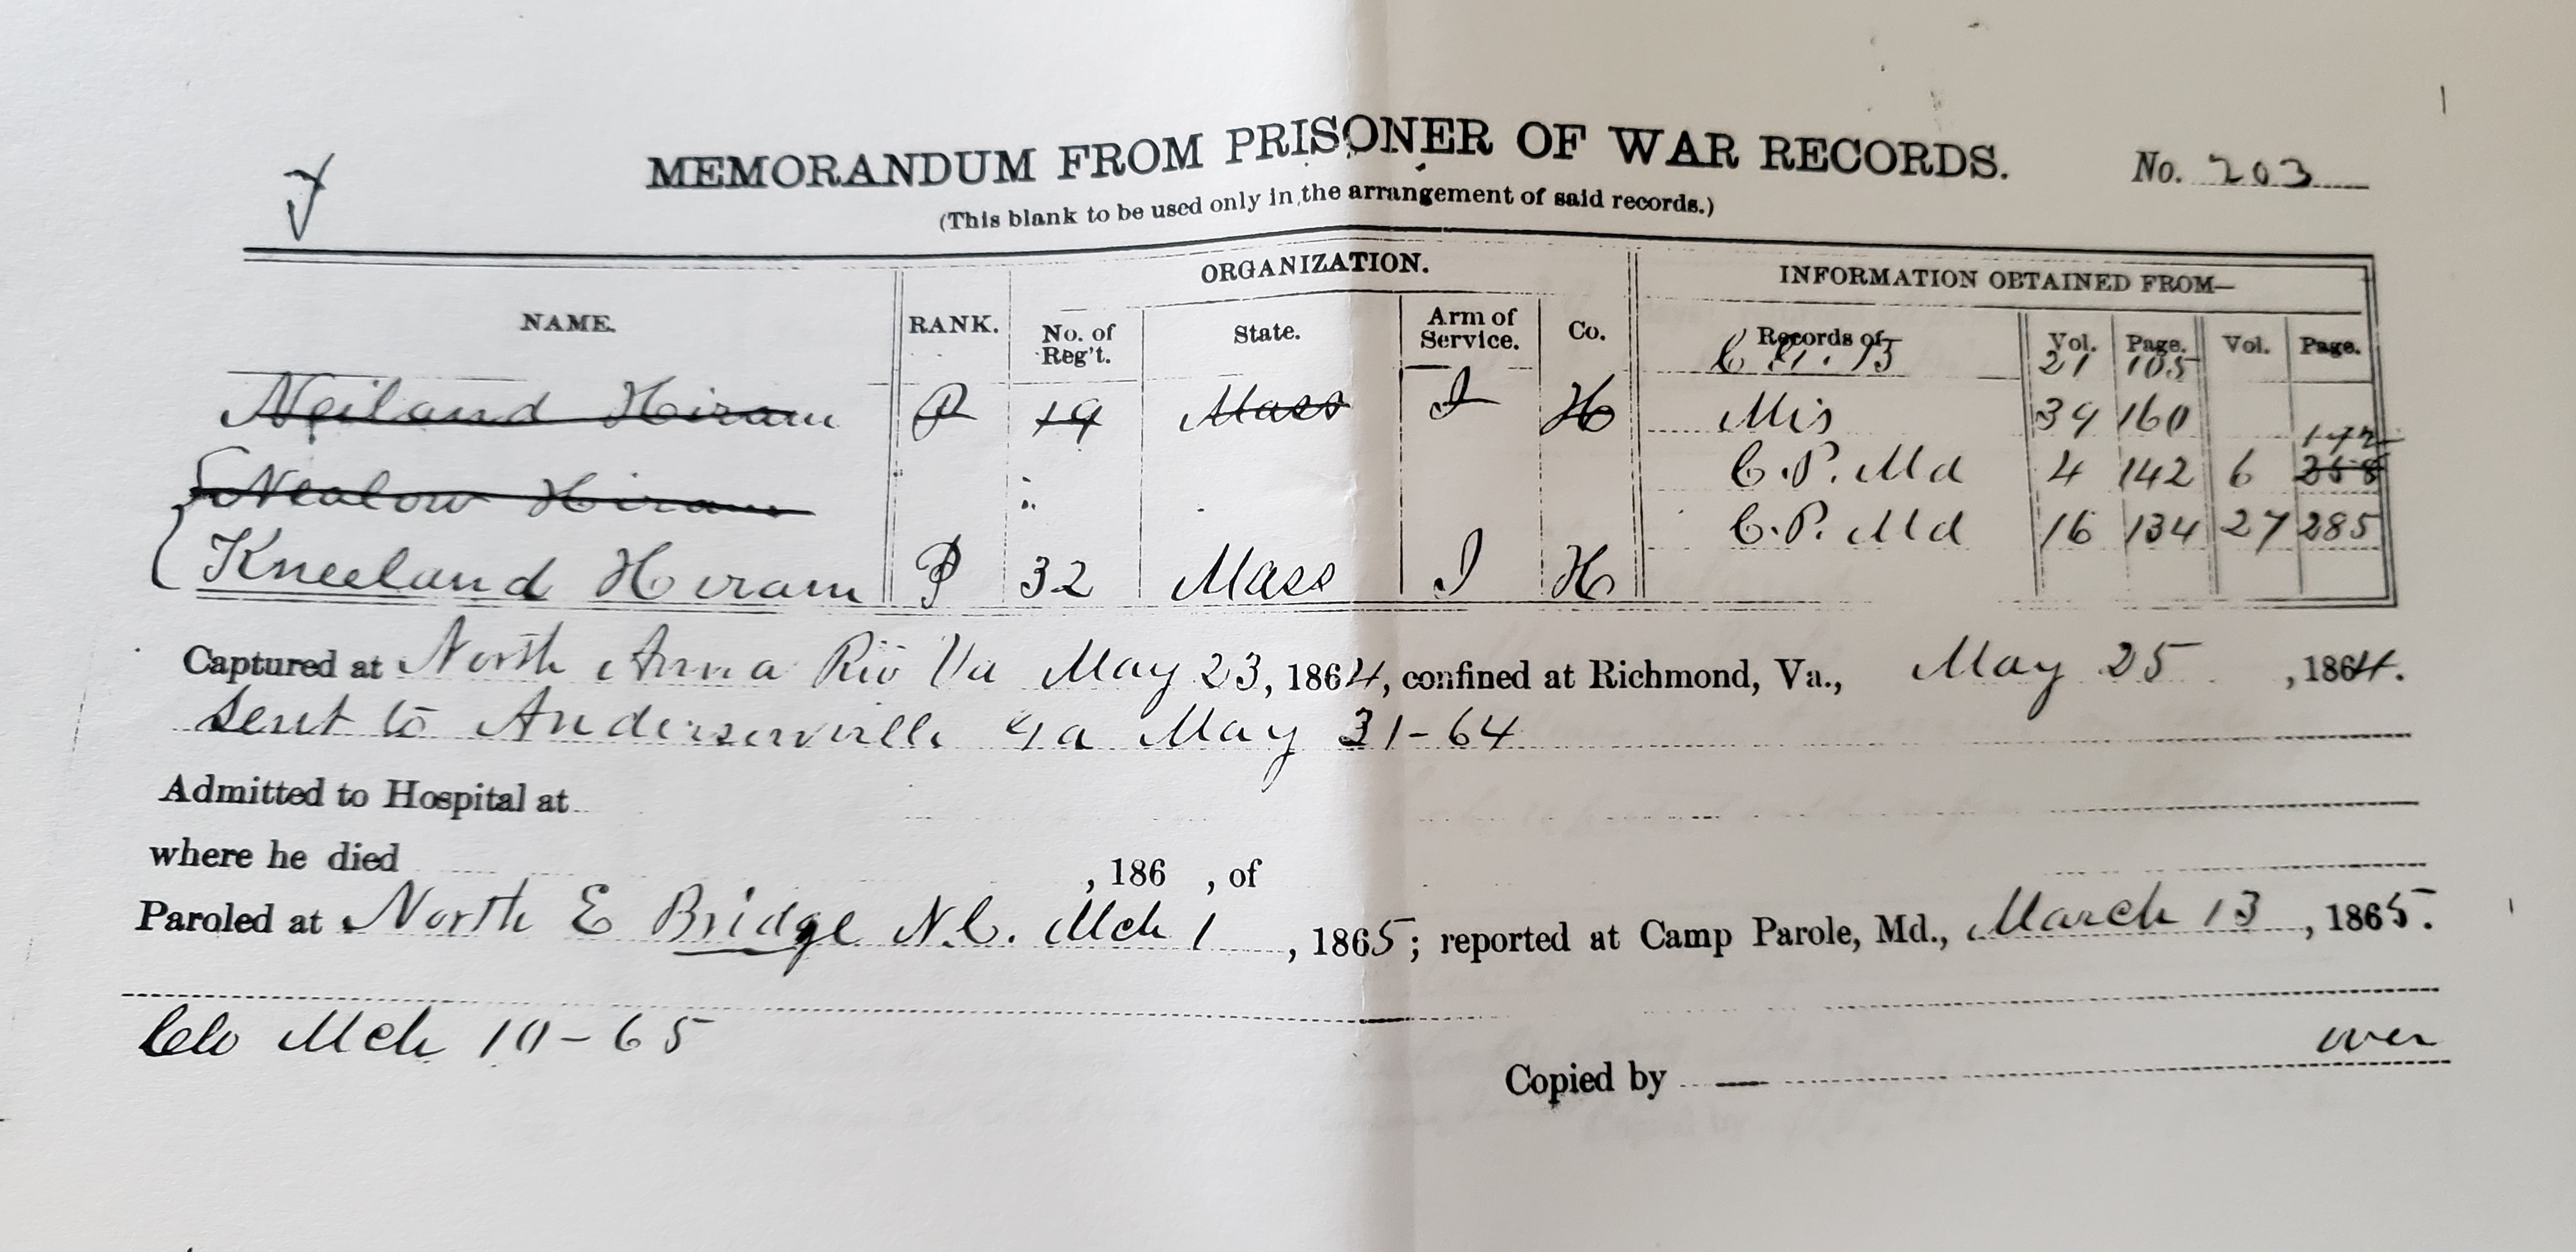 MEMORANDUM FROM PRISONER OF WAR RECORDS. No. 203
(This blank to be used only in the arrangement of said records.)
NAME. RANK. ORGANIZATION. INFORMATION OBTAINED FROM—
No. of Reg't. State. Arm of Service. Co. Records of Vol. Page. Vol. Page.
21 105
Neiland Hiram P 19 Mass I H Mis 39 160
142
Nealow Hiram C.P. Md 4 142 6 258
C.P. Md 16 134 27 285
Kneeland Hiram P 32 Mass I H
Captured at North Anna Riv Va May 23, 1864, confined at Richmond, Va., May 25, 1864.
Sent to Andersonville Ga May 31-64
Admitted to Hospital at
where he died , 186 , of
Paroled at North E Bridge N.C. Mch 1, 1865; reported at Camp Parole, Md., March 13, 1865.
Mch 10-65
over
Copied by